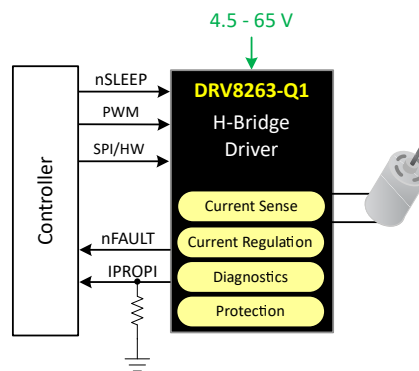 4.5 - 65 V
Controller
nSLEEP
PWM
SPI/HW
nFAULT
IPROPI
DRV8263-Q1
H-Bridge
Driver
Current Sense
Current Regulation
Diagnostics
Protection